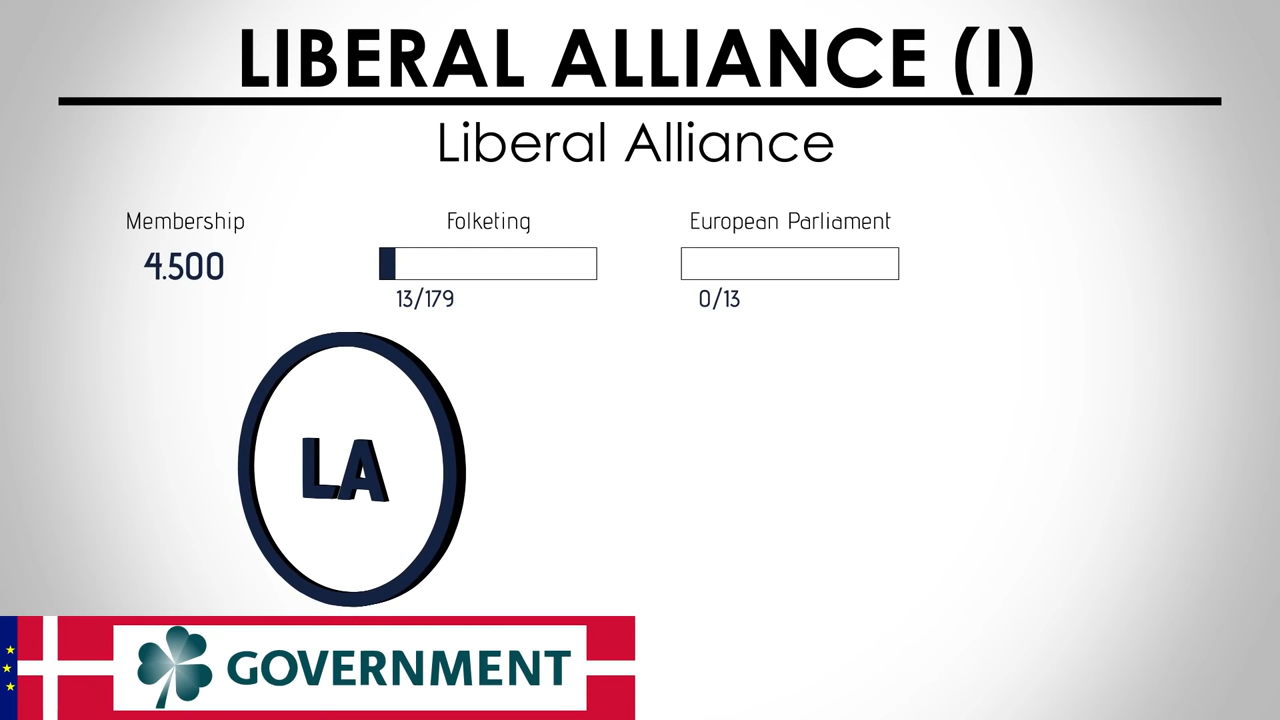 LIBERAL ALLIANCE (I)
Liberal Alliance
Membership
4.500
Folketing
13/179
European Parliament
0/13
LA
GOVERNMENT